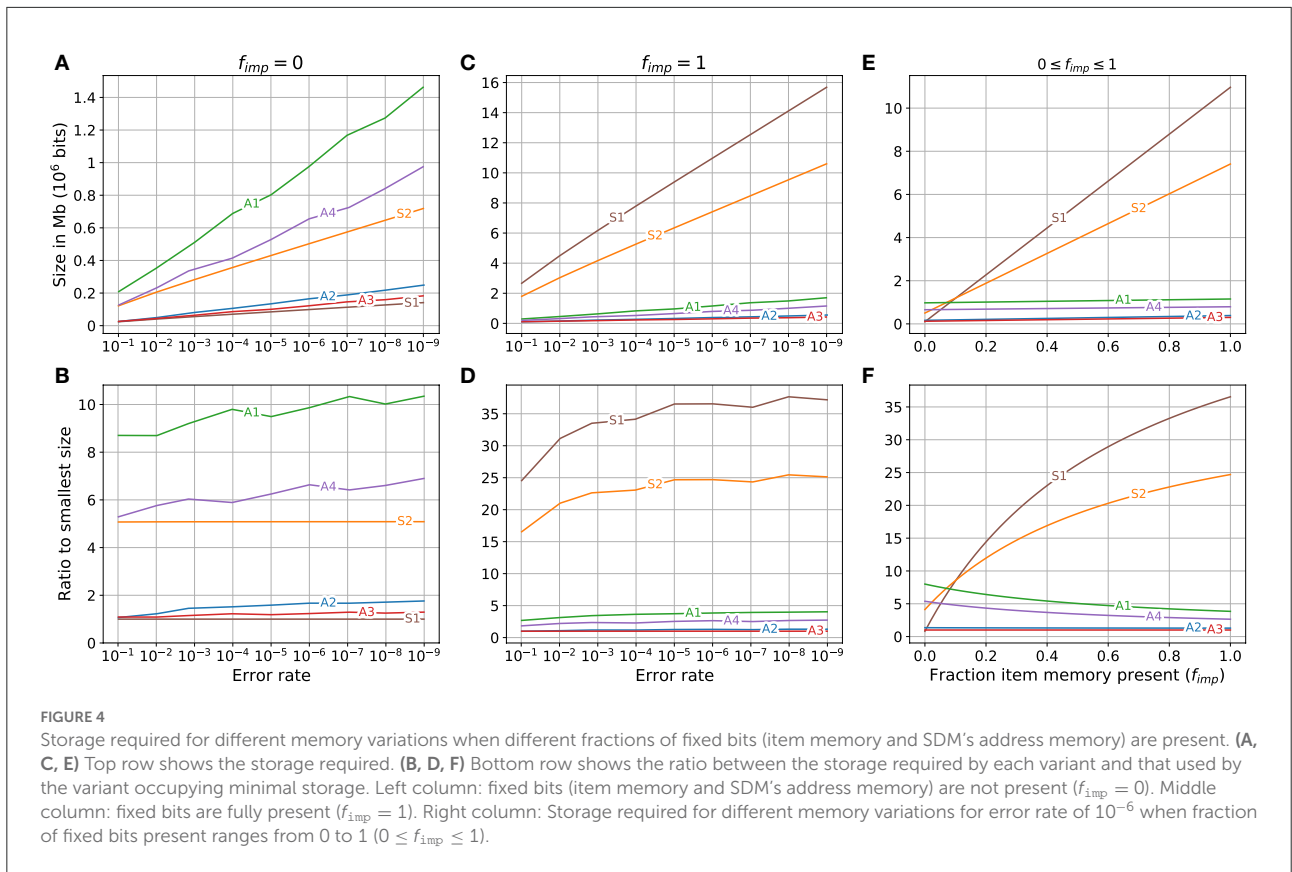 A
f_imp = 0
Size in Mb (10^6 bits)
1.4
1.2
1
0.8
0.6
0.4
0.2
0
A1
A4
S2
A2
A3
S1
10^−1 10^−2 10^−3 10^−4 10^−5 10^−6 10^−7 10^−8 10^−9
C
f_imp = 1
16
14
12
10
8
6
4
2
0
S1
S2
A1
A4
A2
A3
10^−1 10^−2 10^−3 10^−4 10^−5 10^−6 10^−7 10^−8 10^−9
E
0 ≤ f_imp ≤ 1
10
8
6
4
2
0
S1
S2
A1
A4
A2
A3
0.0 0.2 0.4 0.6 0.8 1.0
B
Ratio to smallest size
10
8
6
4
2
0
A1
A4
S2
A2
A3
S1
10^−1 10^−2 10^−3 10^−4 10^−5 10^−6 10^−7 10^−8 10^−9
Error rate
D
35
30
25
20
15
10
5
0
S1
S2
A1
A4
A2
A3
10^−1 10^−2 10^−3 10^−4 10^−5 10^−6 10^−7 10^−8 10^−9
Error rate
F
35
30
25
20
15
10
5
0
S1
S2
A1
A4
A2
A3
0.0 0.2 0.4 0.6 0.8 1.0
Fraction item memory present (f_imp)
FIGURE 4
Storage required for different memory variations when different fractions of fixed bits (item memory and SDM's address memory) are present. (A,
C, E) Top row shows the storage required. (B, D, F) Bottom row shows the ratio between the storage required by each variant and that used by
the variant occupying minimal storage. Left column: fixed bits (item memory and SDM's address memory) are not present (f_imp = 0). Middle
column: fixed bits are fully present (f_imp = 1). Right column: Storage required for different memory variations for error rate of 10^−6 when fraction
of fixed bits present ranges from 0 to 1 (0 ≤ f_imp ≤ 1).